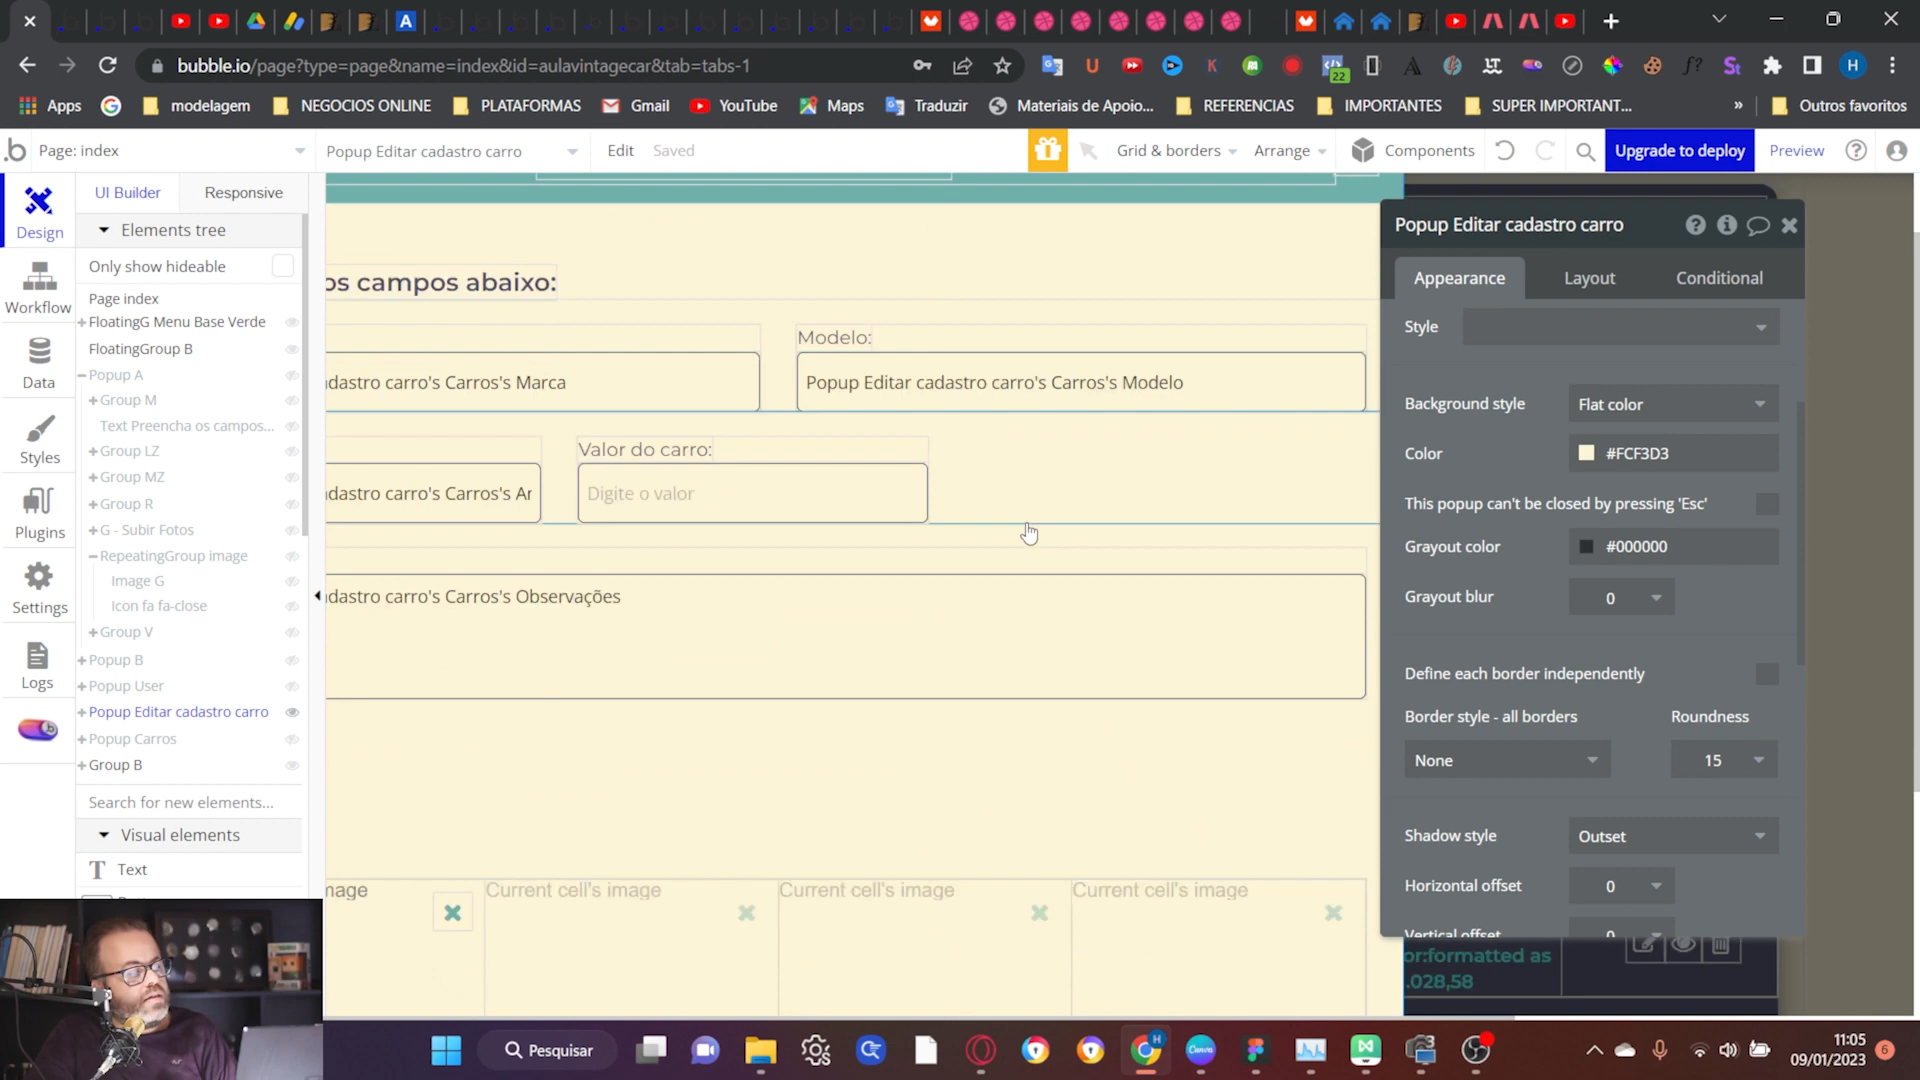 bubble.io/page?type=page&name=index&id=aulavintagecar&tab=tabs-1
22
H
Apps
modelagem
NEGOCIOS ONLINE
PLATAFORMAS
Gmail
YouTube
Maps
Traduzir
Materiais de Apoio...
REFERENCIAS
IMPORTANTES
SUPER IMPORTANT...
»
Outros favoritos
.b
Page: index
Popup Editar cadastro carro
Edit
Saved
Grid & borders
Arrange
Components
Upgrade to deploy
Preview
Design
Workflow
Data
Styles
Plugins
Settings
Logs
UI Builder
Responsive
Elements tree
Only show hideable
Page index
FloatingG Menu Base Verde
FloatingGroup B
Popup A
Group M
Text Preencha os campos...
Group LZ
Group MZ
Group R
G - Subir Fotos
RepeatingGroup image
Image G
Icon fa fa-close
Group V
Popup B
Popup User
Popup Editar cadastro carro
Popup Carros
Group B
Search for new elements...
Visual elements
Text
os campos abaixo:
Modelo:
adastro carro's Carros's Marca
Popup Editar cadastro carro's Carros's Modelo
Valor do carro:
adastro carro's Carros's Ar
Digite o valor
adastro carro's Carros's Observações
mage
Current cell's image
Current cell's image
Current cell's image
Popup Editar cadastro carro
Appearance
Layout
Conditional
Style
Background style
Flat color
Color
#FCF3D3
This popup can't be closed by pressing 'Esc'
Grayout color
#000000
Grayout blur
0
Define each border independently
Border style - all borders
Roundness
None
15
Shadow style
Outset
Horizontal offset
0
Vertical offset
0
or:formatted as
.028,58
Pesquisar
11:05
09/01/2023
6